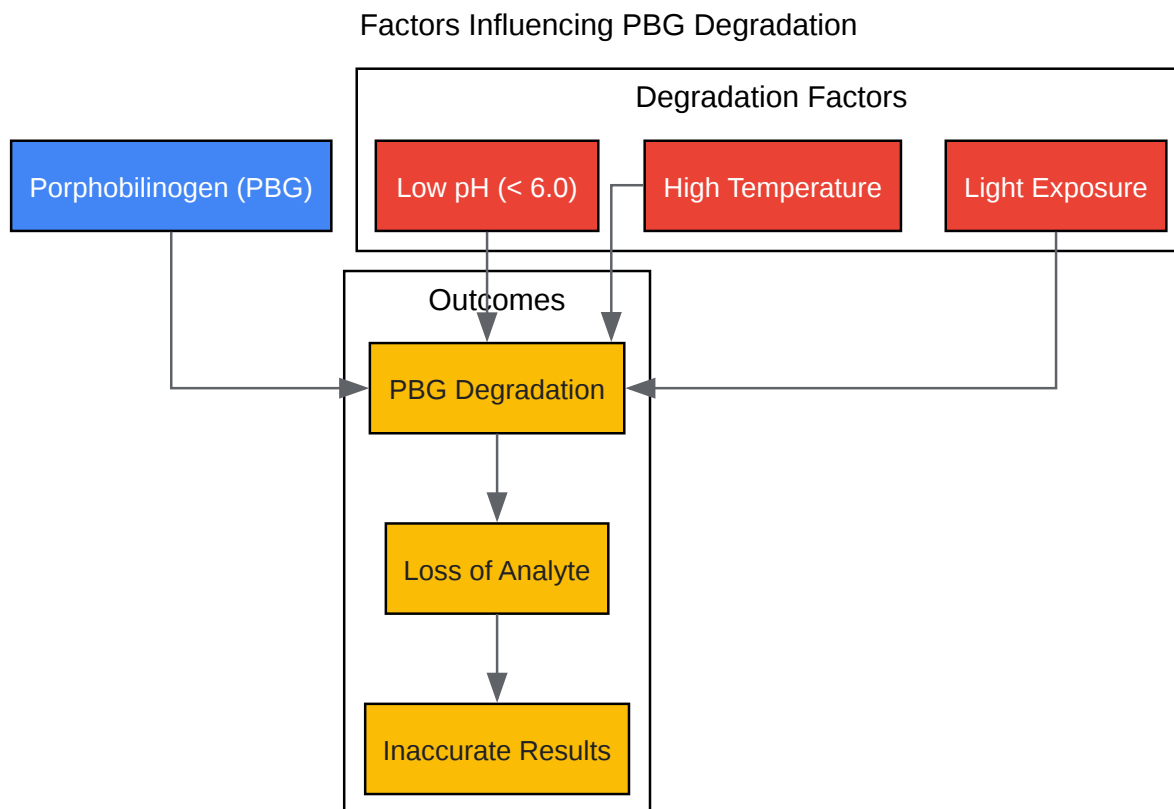 Factors Influencing PBG Degradation
Degradation Factors
Porphobilinogen (PBG)
Low pH (< 6.0)
High Temperature
Light Exposure
Outcomes
PBG Degradation
Loss of Analyte
Inaccurate Results